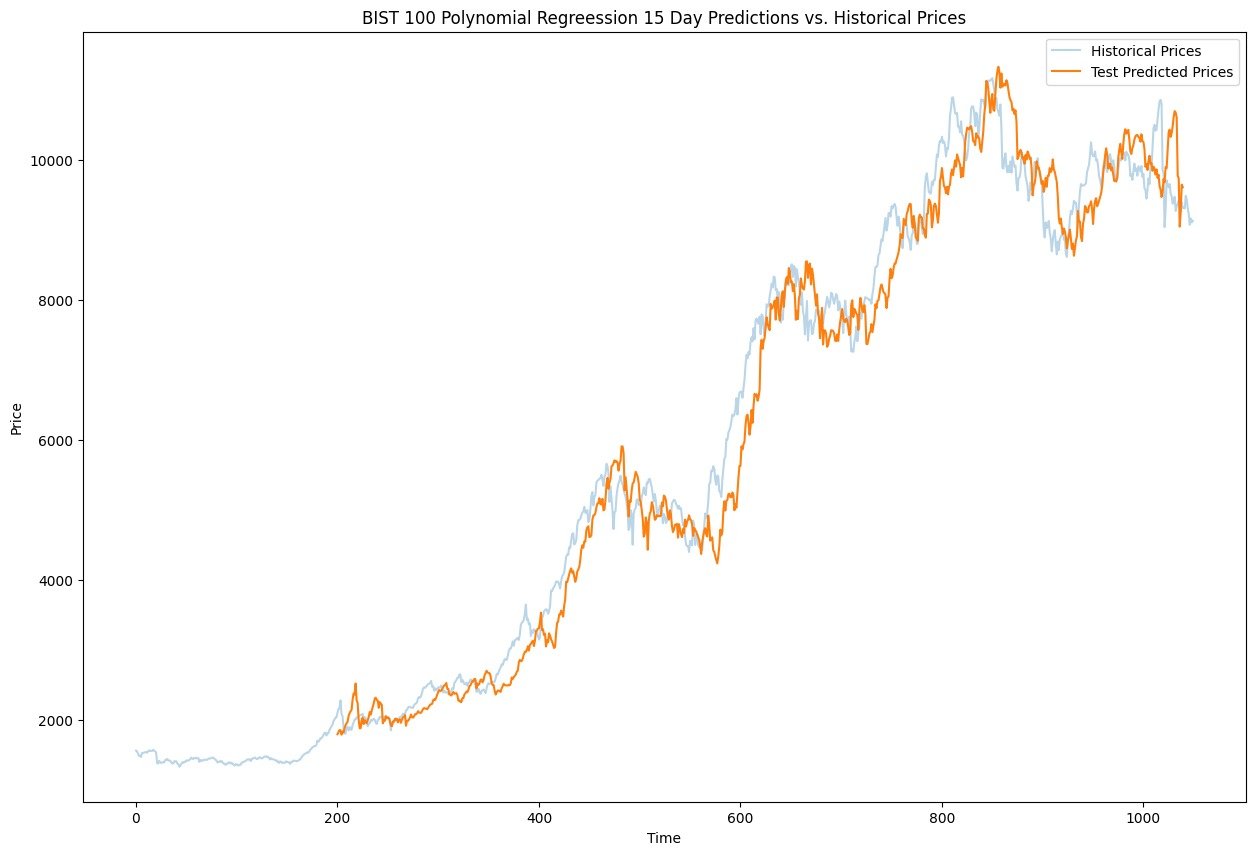 BIST 100 Polynomial Regreession 15 Day Predictions vs. Historical Prices
Historical Prices
Test Predicted Prices
Price
10000
8000
6000
4000
2000
0 200 400 600 800 1000
Time